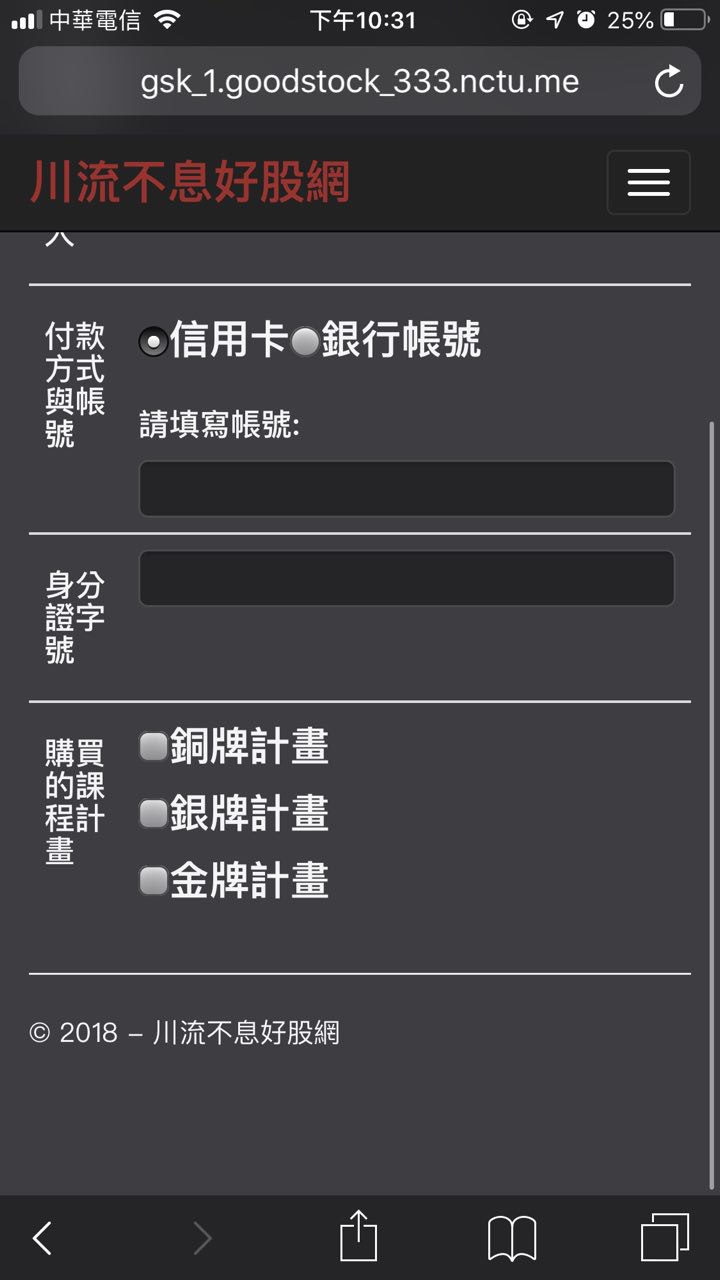 中華電信 下午10:31 25%
gsk_1.goodstock_333.nctu.me
川流不息好股網
付款
方式
與帳
號
信用卡 銀行帳號
請填寫帳號:
身分
證字
號
購買
的課
程計
畫
銅牌計畫
銀牌計畫
金牌計畫
© 2018 – 川流不息好股網